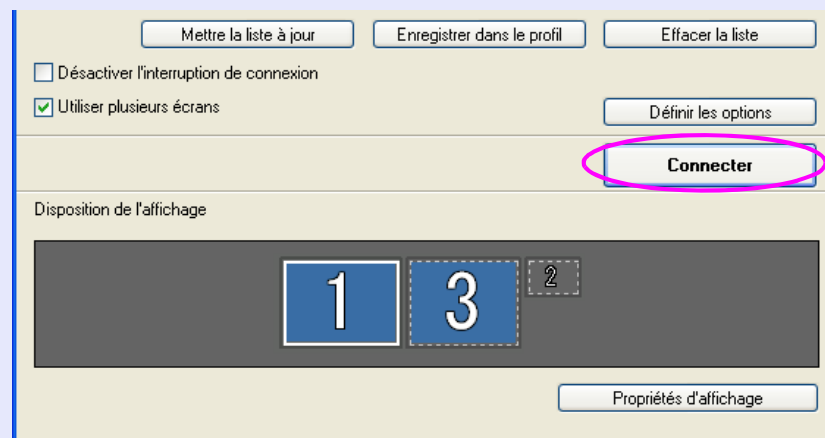 Mettre la liste à jour Enregistrer dans le profil Effacer la liste
Désactiver l'interruption de connexion
Utiliser plusieurs écrans Définir les options
Connecter
Disposition de l'affichage
1 3 2
Propriétés d'affichage